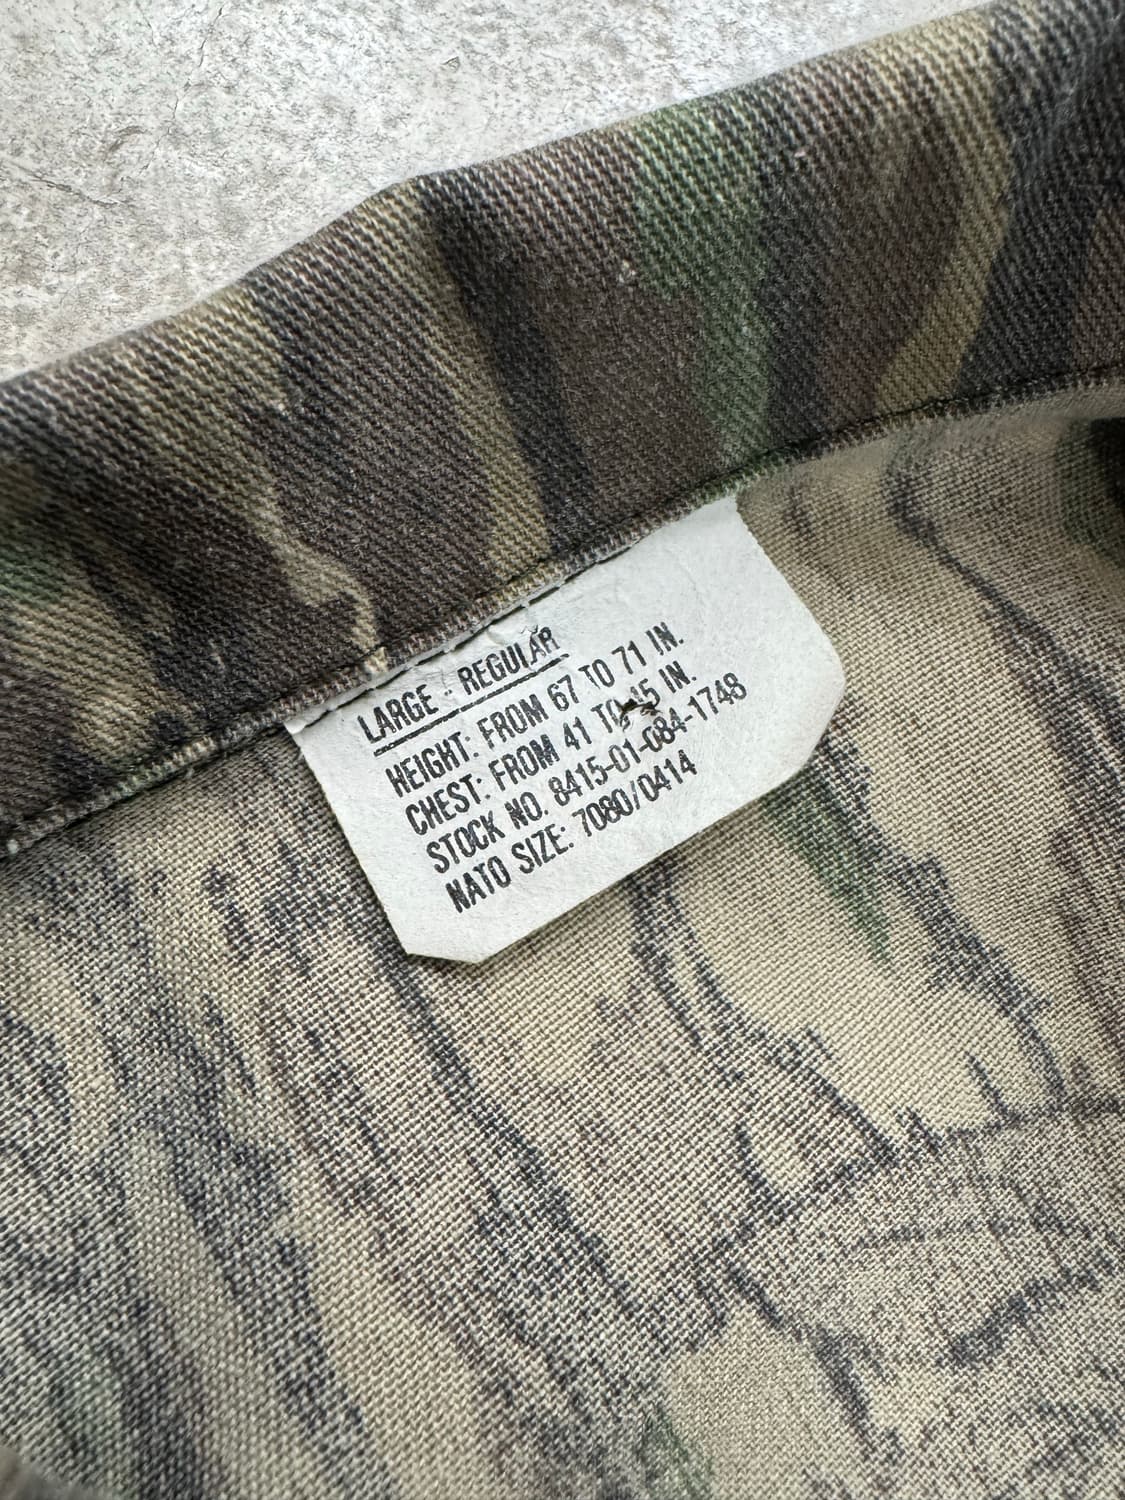 LARGE - REGULAR
HEIGHT: FROM 67 TO 71 IN.
CHEST: FROM 41 TO 45 IN.
STOCK NO. 8415-01-084-1748
NATO SIZE: 7080/0414